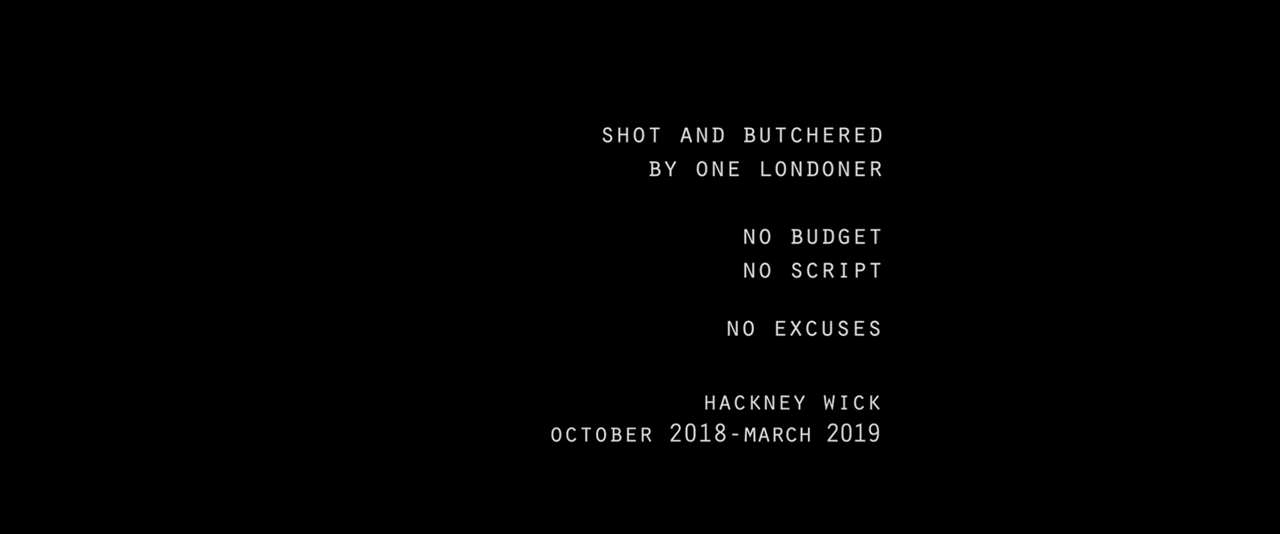 SHOT AND BUTCHERED
BY ONE LONDONER
NO BUDGET
NO SCRIPT
NO EXCUSES
HACKNEY WICK
OCTOBER 2018-MARCH 2019